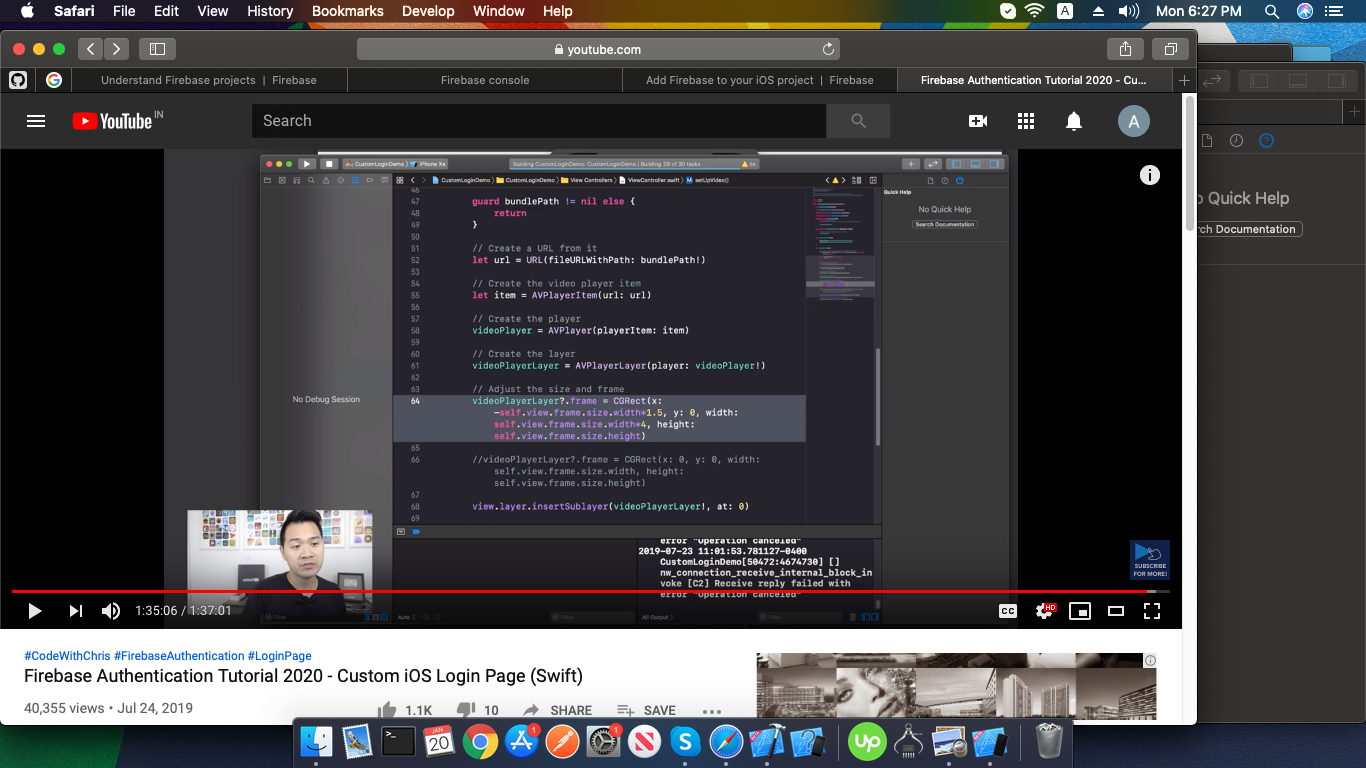 Safari File Edit View History Bookmarks Develop Window Help A Mon 6:27 PM
youtube.com
Understand Firebase projects | Firebase Firebase console Add Firebase to your iOS project | Firebase Firebase Authentication Tutorial 2020 - Cu...
YouTube IN Search A
CustomLoginDemo iPhone Xs Building CustomLoginDemo: CustomLoginDemo | Building 29 of 30 tasks
CustomLoginDemo CustomLoginDemo View Controllers ViewController.swift M setUpVideo()
Quick Help
No Quick Help
Search Documentation
46
47 guard bundlePath != nil else {
48 return
49 }
50
51 // Create a URL from it
52 let url = URL(fileURLWithPath: bundlePath!)
53
54 // Create the video player item
55 let item = AVPlayerItem(url: url)
56
57 // Create the player
58 videoPlayer = AVPlayer(playerItem: item)
59
60 // Create the layer
61 videoPlayerLayer = AVPlayerLayer(player: videoPlayer!)
62
63 // Adjust the size and frame
64 videoPlayerLayer?.frame = CGRect(x:
-self.view.frame.size.width*1.5, y: 0, width:
self.view.frame.size.width*4, height:
self.view.frame.size.height)
65
66 //videoPlayerLayer?.frame = CGRect(x: 0, y: 0, width:
self.view.frame.size.width, height:
self.view.frame.size.height)
67
68 view.layer.insertSublayer(videoPlayerLayer!, at: 0)
69
No Debug Session
error "Operation canceled"
2019-07-23 11:01:53.781127-0400
CustomLoginDemo[50472:4674730] []
nw_connection_receive_internal_block_in
voke [C2] Receive reply failed with
error "Operation canceled"
Filter Auto Filter All Output Filter
SUBSCRIBE
FOR MORE!
1:35:06 / 1:37:01 CC HD
o Quick Help
rch Documentation
#CodeWithChris #FirebaseAuthentication #LoginPage
Firebase Authentication Tutorial 2020 - Custom iOS Login Page (Swift)
40,355 views • Jul 24, 2019 1.1K 10 SHARE SAVE
JAN
20
1
1
N
S
up